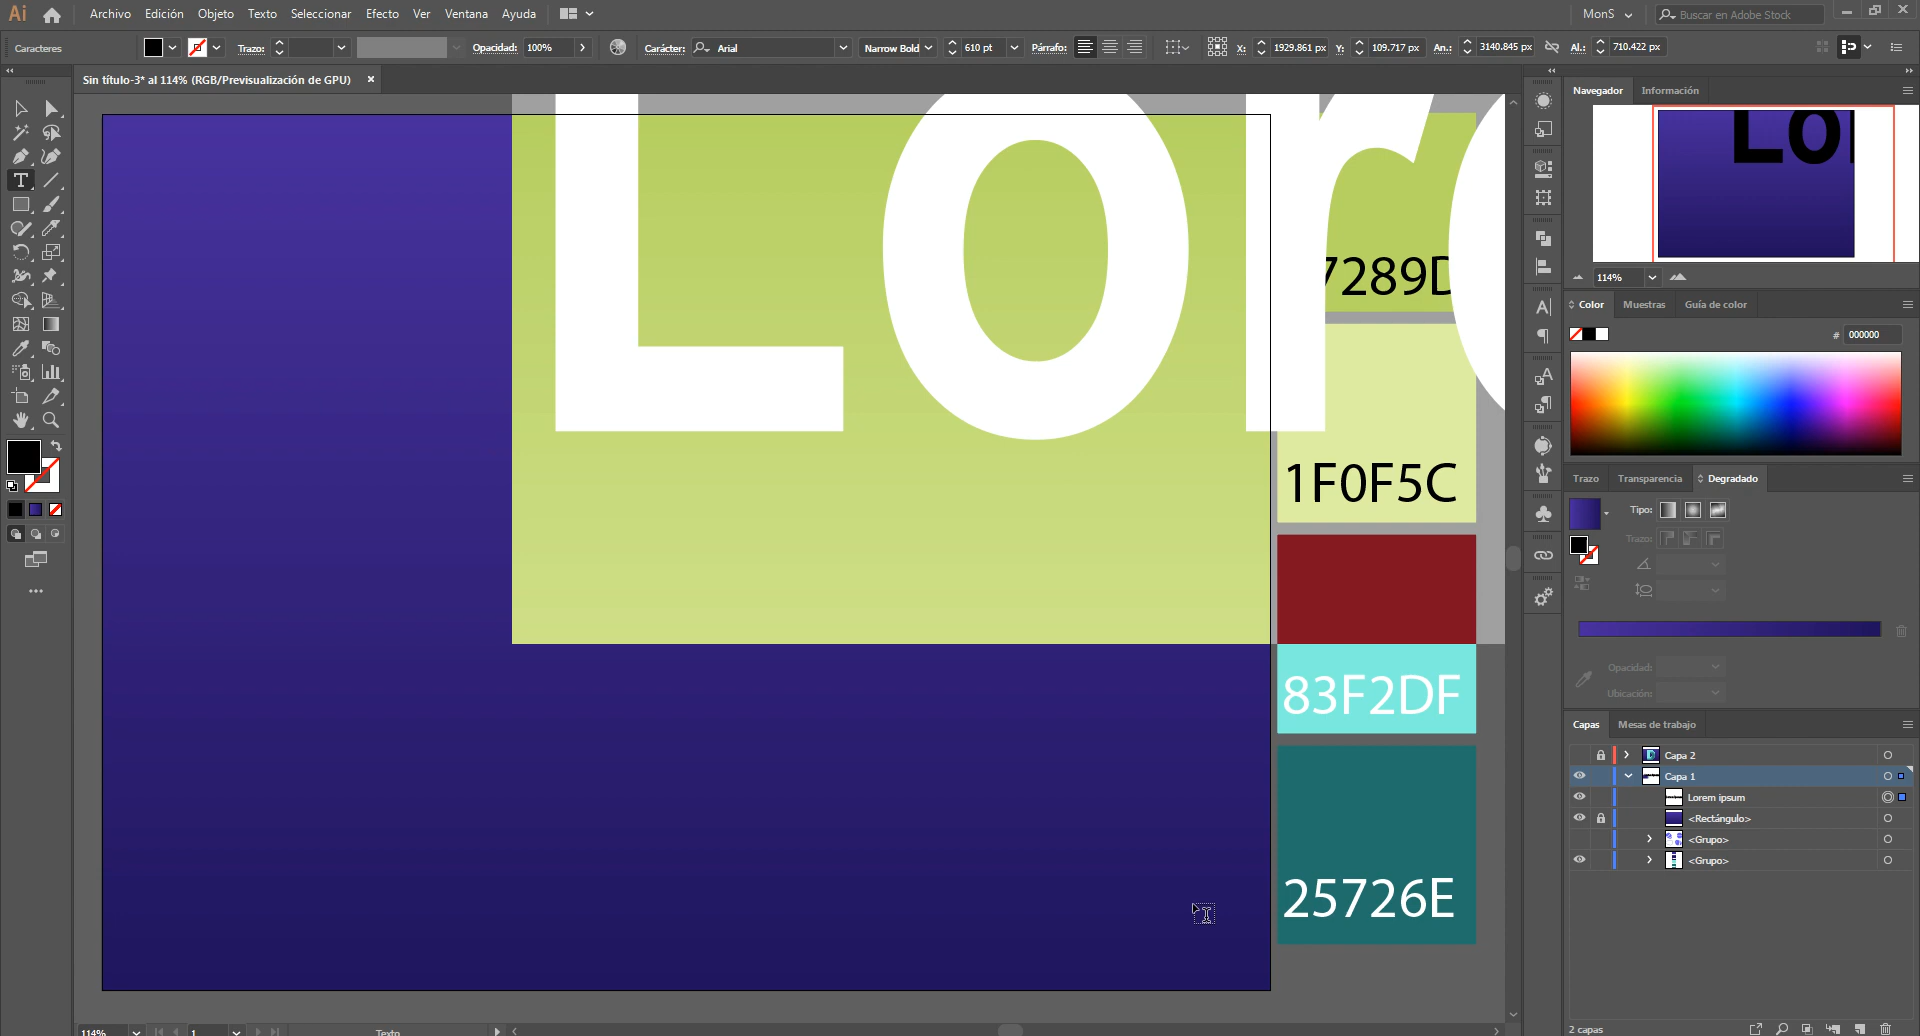 Ai Archivo Edición Objeto Texto Seleccionar Efecto Ver Ventana Ayuda MonS Buscar en Adobe Stock
Caracteres Trazo: Opacidad: 100% Carácter: Arial Narrow Bold 610 pt Párrafo: X: 1929.861 px Y: 109.717 px An.: 3140.845 px Al.: 710.422 px
Sin título-3* al 114% (RGB/Previsualización de GPU) ×
Lor
7289D
1F0F5C
83F2DF
25726E
114% 1 Texto
Navegador Información
Lor
114%
Color Muestras Guía de color
# 000000
Trazo Transparencia Degradado
Tipo:
Trazo:
Opacidad:
Ubicación:
Capas Mesas de trabajo
Capa 2
Capa 1
Lorem ipsum
<Rectángulo>
<Grupo>
<Grupo>
2 capas